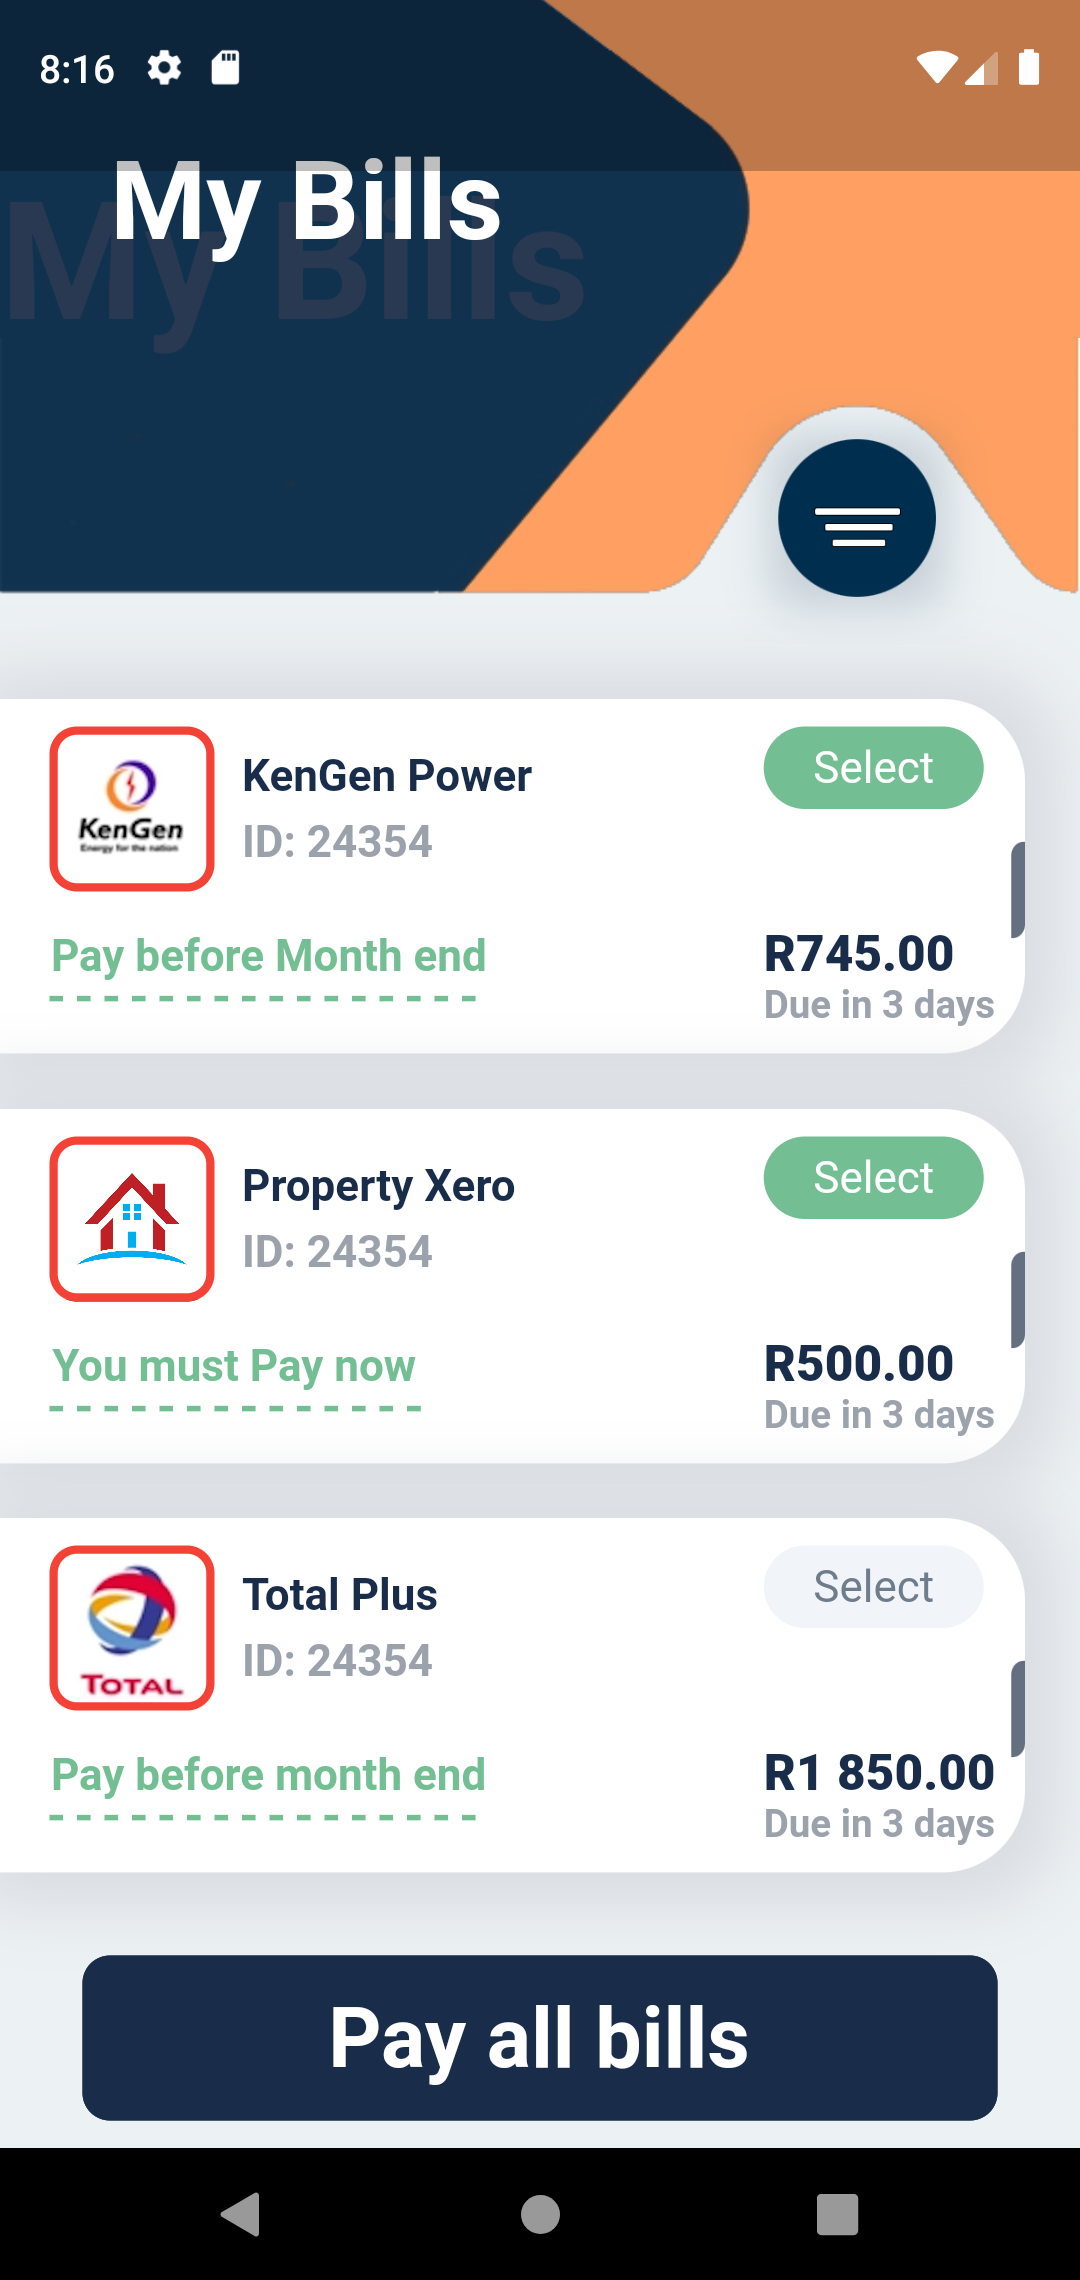 8:16
My Bills
My Bills
KenGen
Energy for the nation
KenGen Power
ID: 24354
Select
Pay before Month end
R745.00
Due in 3 days
Property Xero
ID: 24354
Select
You must Pay now
R500.00
Due in 3 days
TOTAL
Total Plus
ID: 24354
Select
Pay before month end
R1 850.00
Due in 3 days
Pay all bills